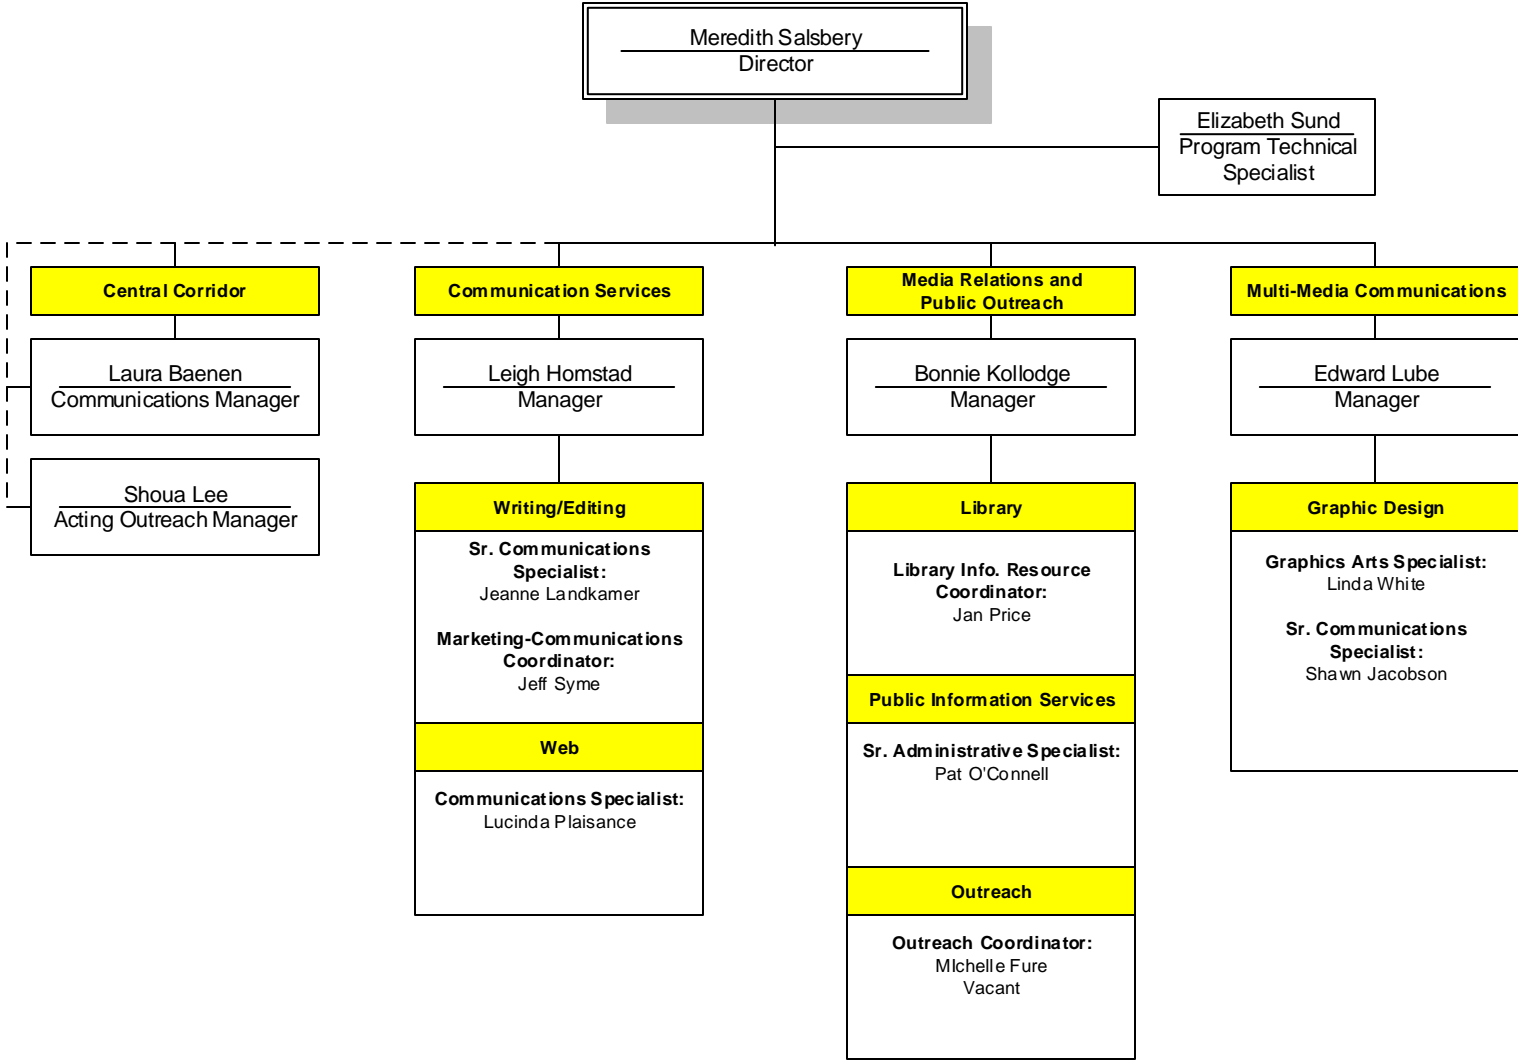 Meredith Salsbery
Director
Elizabeth Sund
Program Technical
Specialist
Central Corridor
Laura Baenen
Communications Manager
Shoua Lee
Acting Outreach Manager
Communication Services
Leigh Homstad
Manager
Writing/Editing
Sr. Communications
Specialist:
Jeanne Landkamer
Marketing-Communications
Coordinator:
Jeff Syme
Web
Communications Specialist:
Lucinda Plaisance
Media Relations and
Public Outreach
Bonnie Kollodge
Manager
Library
Library Info. Resource
Coordinator:
Jan Price
Public Information Services
Sr. Administrative Specialist:
Pat O'Connell
Outreach
Outreach Coordinator:
MIchelle Fure
Vacant
Multi-Media Communications
Edward Lube
Manager
Graphic Design
Graphics Arts Specialist:
Linda White
Sr. Communications
Specialist:
Shawn Jacobson